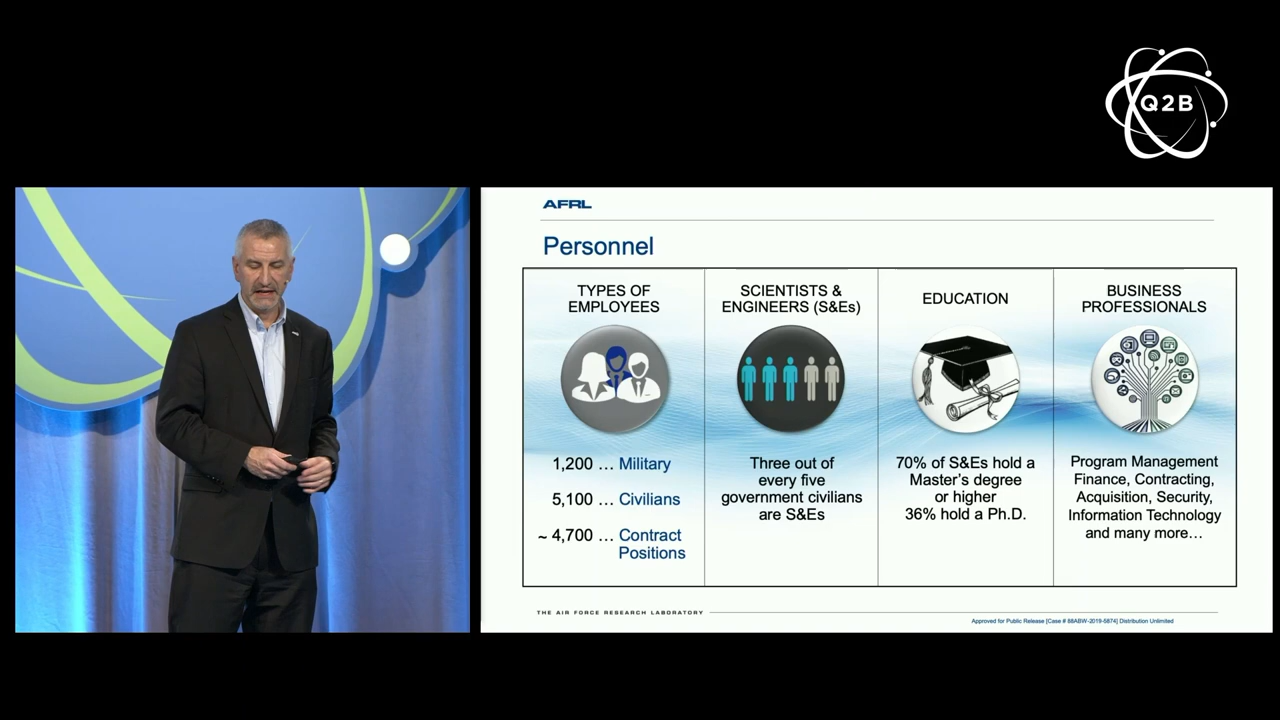 Q2B
AFRL
Personnel
TYPES OF
EMPLOYEES
1,200 … Military
5,100 … Civilians
~ 4,700 … Contract
Positions
SCIENTISTS &
ENGINEERS (S&Es)
Three out of
every five
government civilians
are S&Es
EDUCATION
70% of S&Es hold a
Master's degree
or higher
36% hold a Ph.D.
BUSINESS
PROFESSIONALS
Program Management
Finance, Contracting,
Acquisition, Security,
Information Technology
and many more…
THE AIR FORCE RESEARCH LABORATORY
Approved for Public Release [Case # 88ABW-2019-5874] Distribution Unlimited